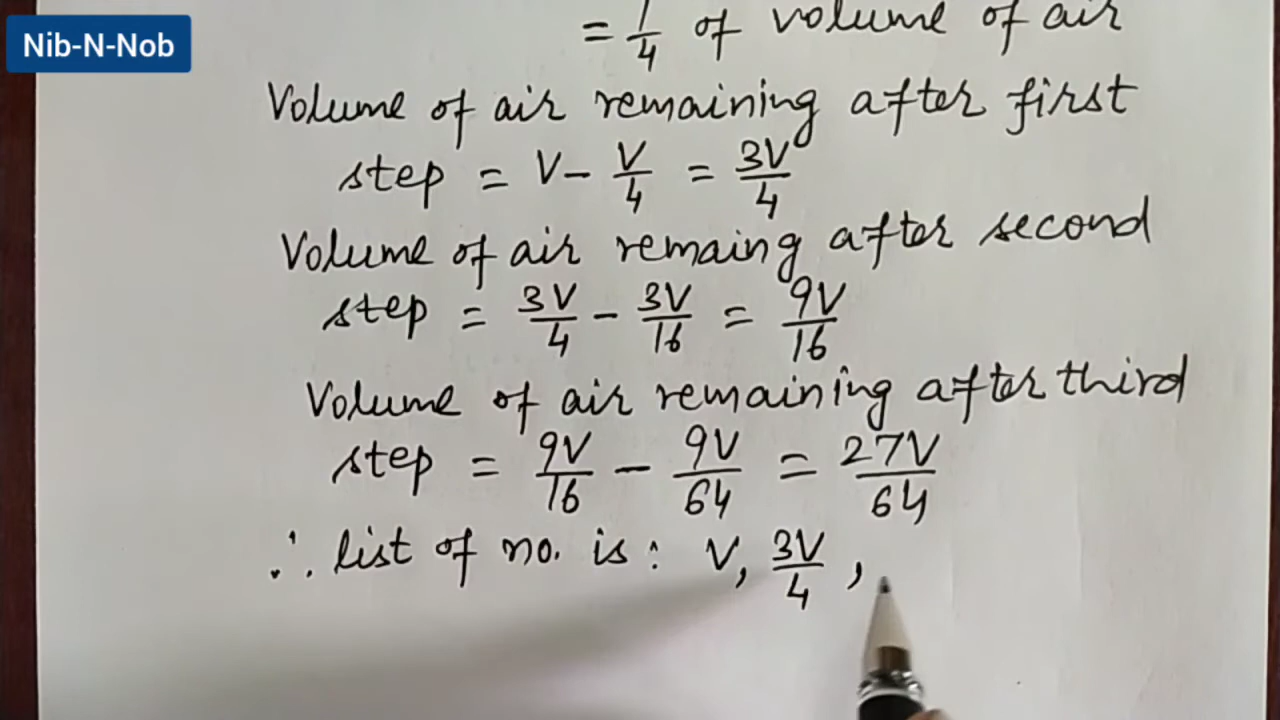 Nib-N-Nob
= 1/4 of volume of air
Volume of air remaining after first
step = V - V/4 = 3V/4
Volume of air remaing after second
step = 3V/4 - 3V/16 = 9V/16
Volume of air remaining after third
step = 9V/16 - 9V/64 = 27V/64
∴ list of no. is: V, 3V/4,